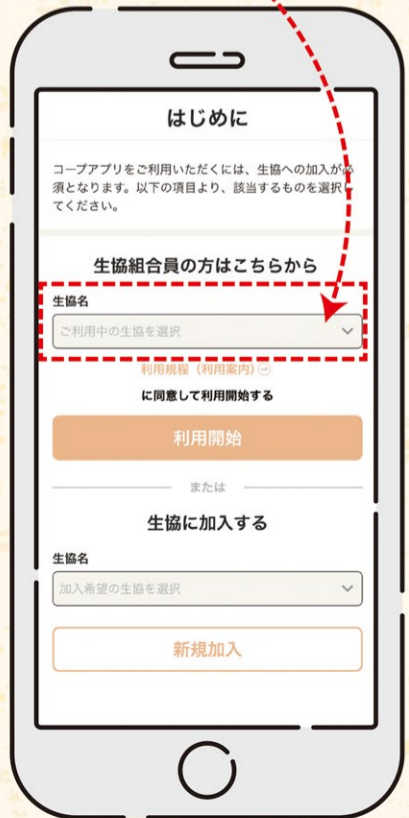 はじめに
コープアプリをご利用いただくには、生協への加入が必
須となります。以下の項目より、該当するものを選択し
てください。
生協組合員の方はこちらから
生協名
ご利用中の生協を選択
利用規程（利用案内）
に同意して利用開始する
利用開始
または
生協に加入する
生協名
加入希望の生協を選択
新規加入